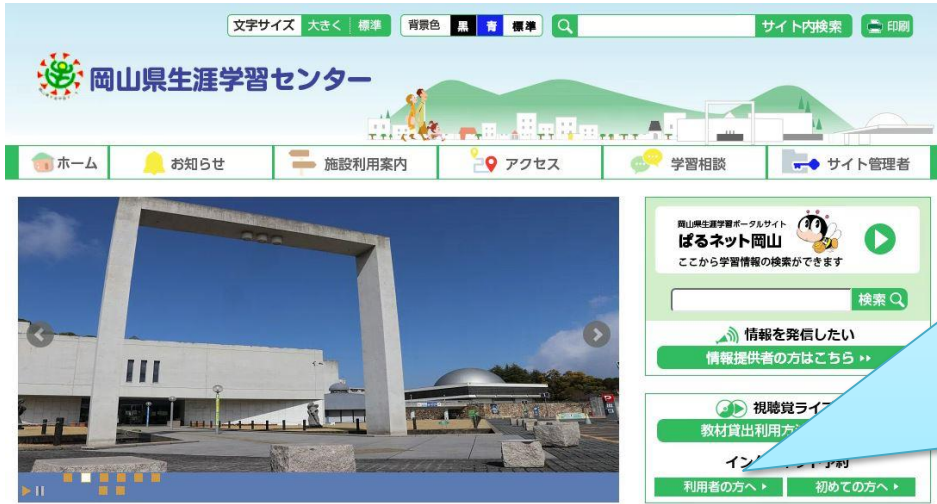 文字サイズ 大きく 標準 背景色 黒 青 標準 サイト内検索 印刷
岡山県生涯学習センター
ホーム お知らせ 施設利用案内 アクセス 学習相談 サイト管理者
岡山県生涯学習ポータルサイト
ぱるネット岡山
ここから学習情報の検索ができます
検索
情報を発信したい
情報提供者の方はこちら
視聴覚ライブ
教材貸出利用方
予約
利用者の方へ 初めての方へ